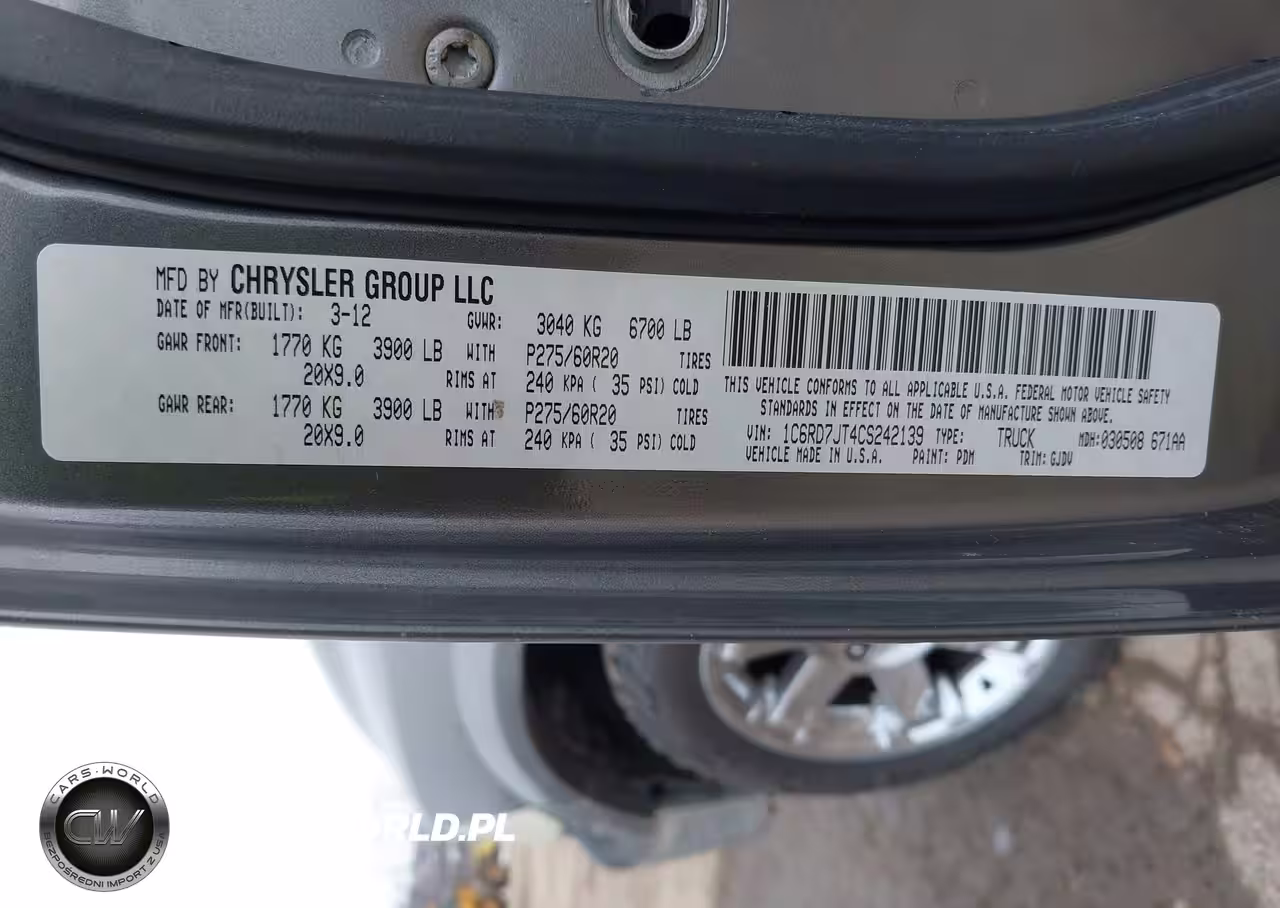 MFD BY CHRYSLER GROUP LLC
DATE OF MFR(BUILT): 3-12 GVWR: 3040 KG 6700 LB
GAWR FRONT: 1770 KG 3900 LB WITH P275/60R20 TIRES
20X9.0 RIMS AT 240 KPA ( 35 PSI) COLD
GAWR REAR: 1770 KG 3900 LB WITH P275/60R20 TIRES
20X9.0 RIMS AT 240 KPA ( 35 PSI) COLD
THIS VEHICLE CONFORMS TO ALL APPLICABLE U.S.A. FEDERAL MOTOR VEHICLE SAFETY
STANDARDS IN EFFECT ON THE DATE OF MANUFACTURE SHOWN ABOVE.
VIN: 1C6RD7JT4CS242139 TYPE: TRUCK MDH:030508 671AA
VEHICLE MADE IN U.S.A. PAINT: PDM TRIM: GJDV
CARS-WORLD
CW
BEZPOŚREDNI IMPORT Z USA
RLD.PL